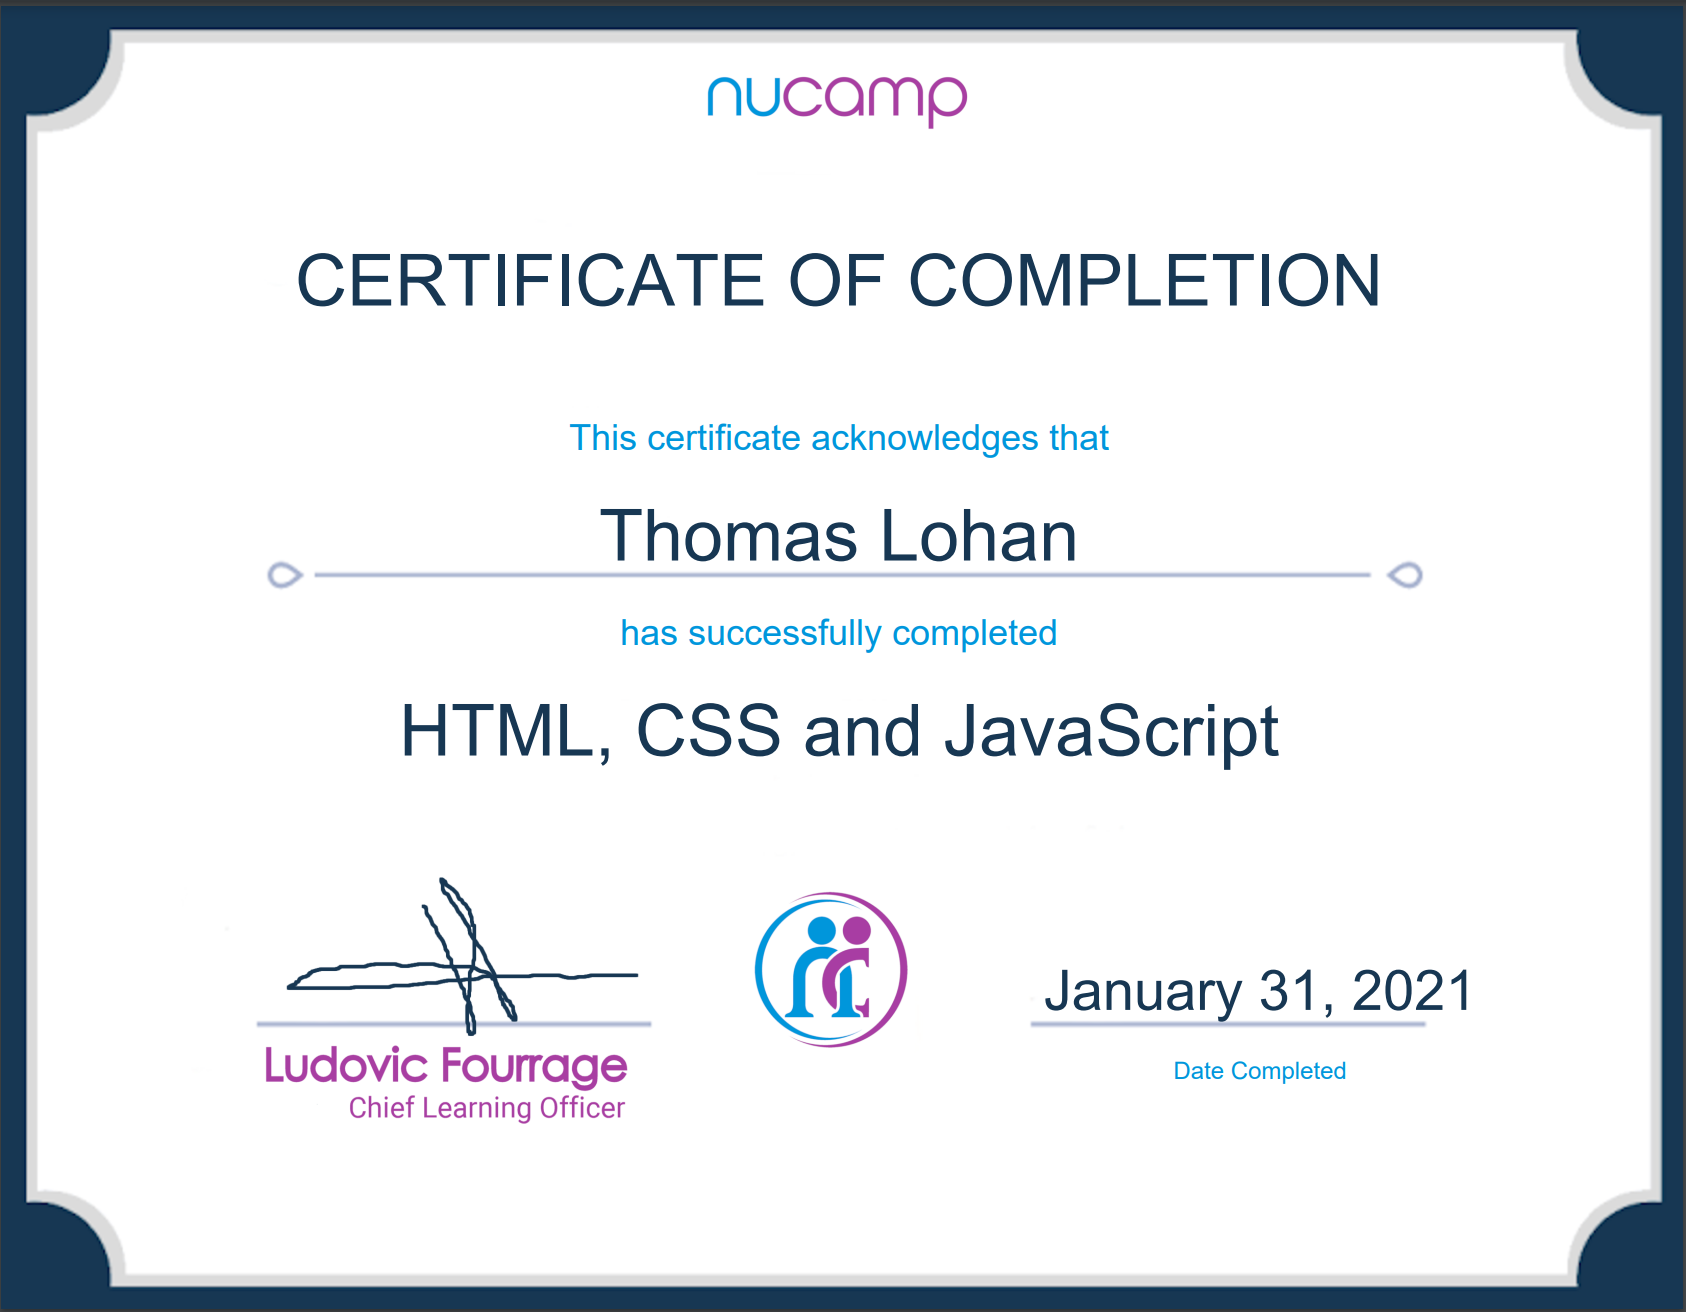 nucamp
CERTIFICATE OF COMPLETION
This certificate acknowledges that
Thomas Lohan
has successfully completed
HTML, CSS and JavaScript
January 31, 2021
Ludovic Fourrage
Chief Learning Officer
Date Completed